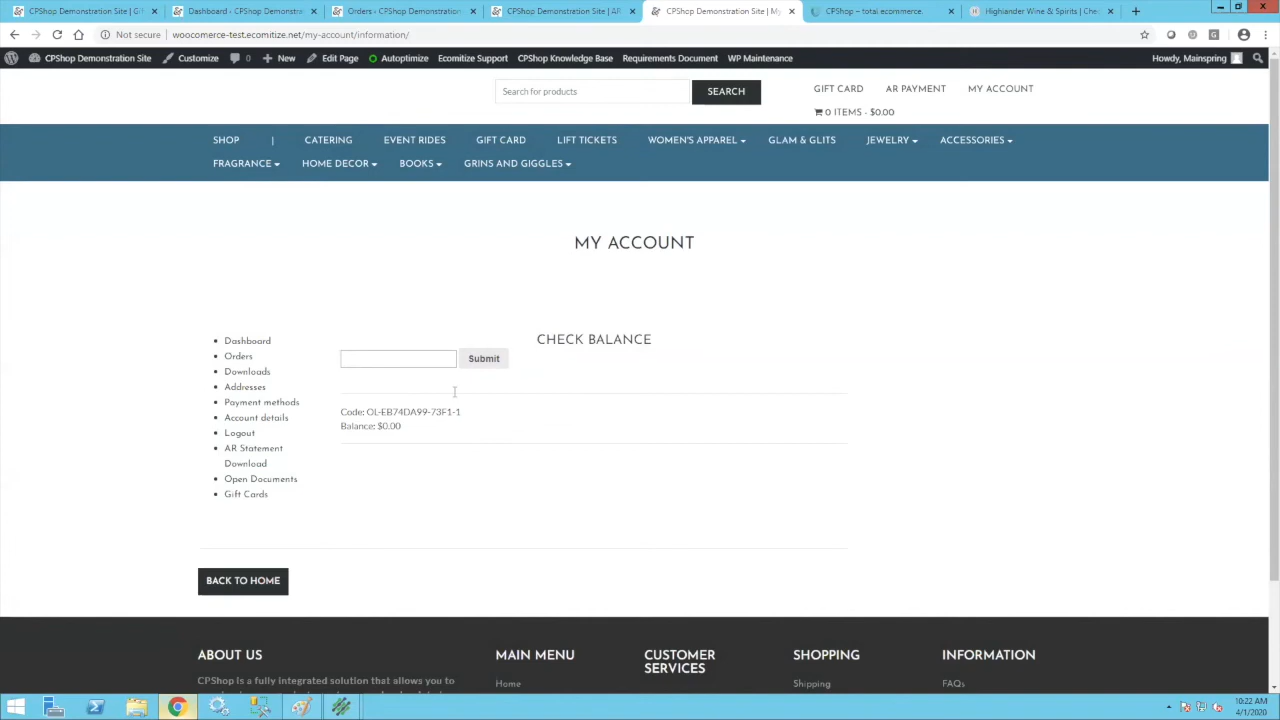 CPShop Demonstration Site | Gi
Dashboard ‹ CPShop Demonstr
Orders ‹ CPShop Demonstration
CPShop Demonstration Site | AR
CPShop Demonstration Site | My
CPShop – total ecommerce.
Highlander Wine & Spirits | Che
Not secure | woocomerce-test.ecomitize.net/my-account/information/
CPShop Demonstration Site
Customize
0
New
Edit Page
Autoptimize
Ecomitize Support
CPShop Knowledge Base
Requirements Document
WP Maintenance
Howdy, Mainspring
Search for products
SEARCH
GIFT CARD
AR PAYMENT
MY ACCOUNT
0 ITEMS - $0.00
SHOP | CATERING EVENT RIDES GIFT CARD LIFT TICKETS WOMEN'S APPAREL GLAM & GLITS JEWELRY ACCESSORIES
FRAGRANCE HOME DECOR BOOKS GRINS AND GIGGLES
MY ACCOUNT
Dashboard
Orders
Downloads
Addresses
Payment methods
Account details
Logout
AR Statement
Download
Open Documents
Gift Cards
CHECK BALANCE
Submit
Code: OL-EB74DA99-73F1-1
Balance: $0.00
BACK TO HOME
ABOUT US
CPShop is a fully integrated solution that allows you to
MAIN MENU
Home
CUSTOMER
SERVICES
SHOPPING
Shipping
INFORMATION
FAQs
10:22 AM
4/1/2020